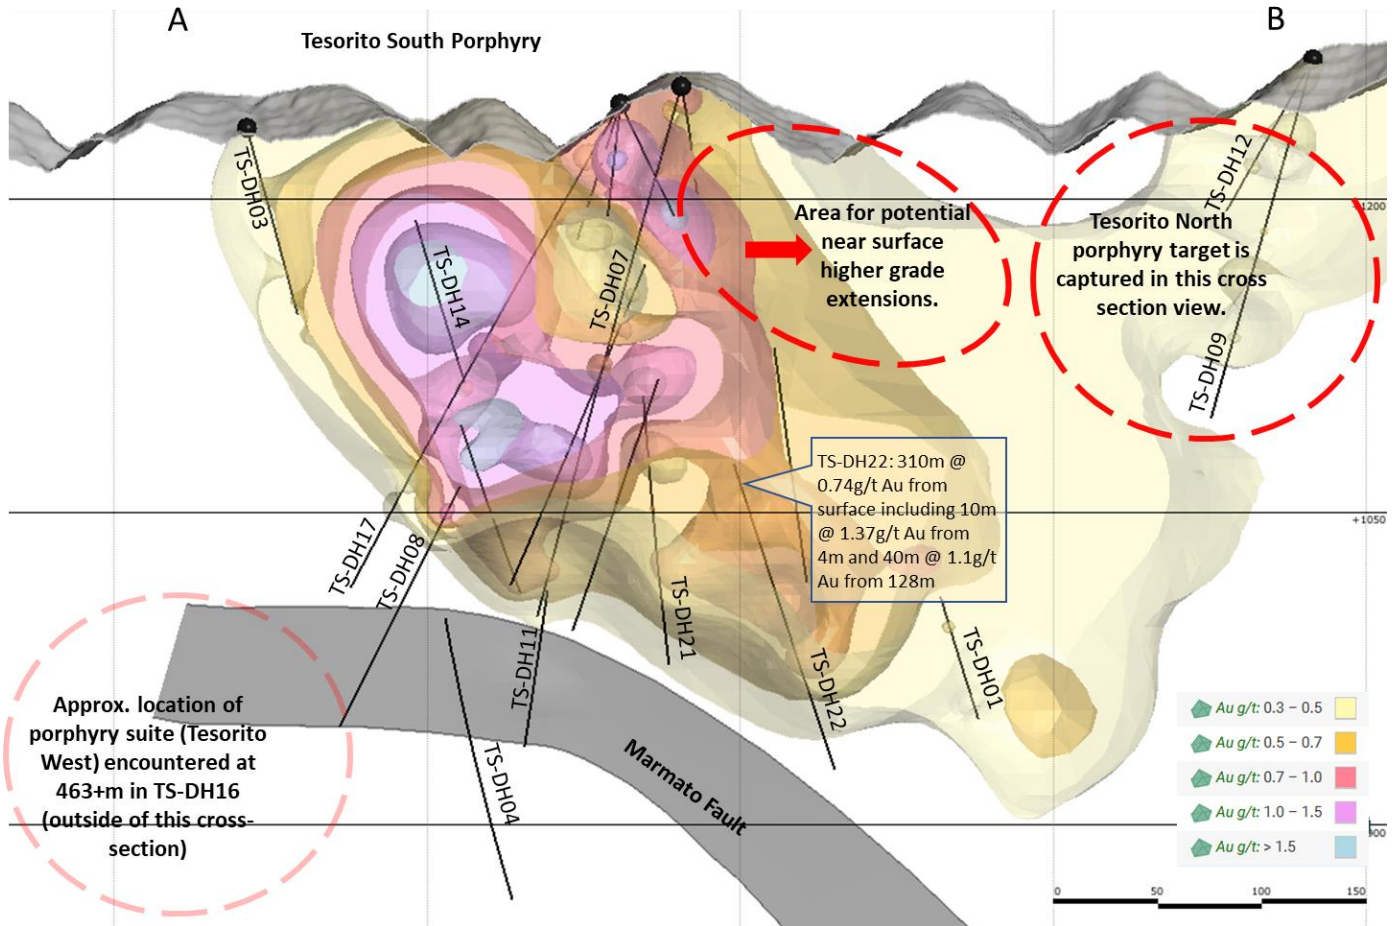 A
B
Tesorito South Porphyry
TS-DH03
TS-DH14
TS-DH07
TS-DH12
TS-DH09
+1200
Area for potential
near surface
higher grade
extensions.
Tesorito North
porphyry target is
captured in this cross
section view.
TS-DH22: 310m @
0.74g/t Au from
surface including 10m
@ 1.37g/t Au from
4m and 40m @ 1.1g/t
Au from 128m
+1050
TS-DH17
TS-DH08
TS-DH11
TS-DH21
TS-DH22
TS-DH01
TS-DH04
Marmato Fault
Approx. location of
porphyry suite (Tesorito
West) encountered at
463+m in TS-DH16
(outside of this cross-
section)
Au g/t: 0.3 – 0.5
Au g/t: 0.5 – 0.7
Au g/t: 0.7 – 1.0
Au g/t: 1.0 – 1.5
Au g/t: > 1.5
0 50 100 150